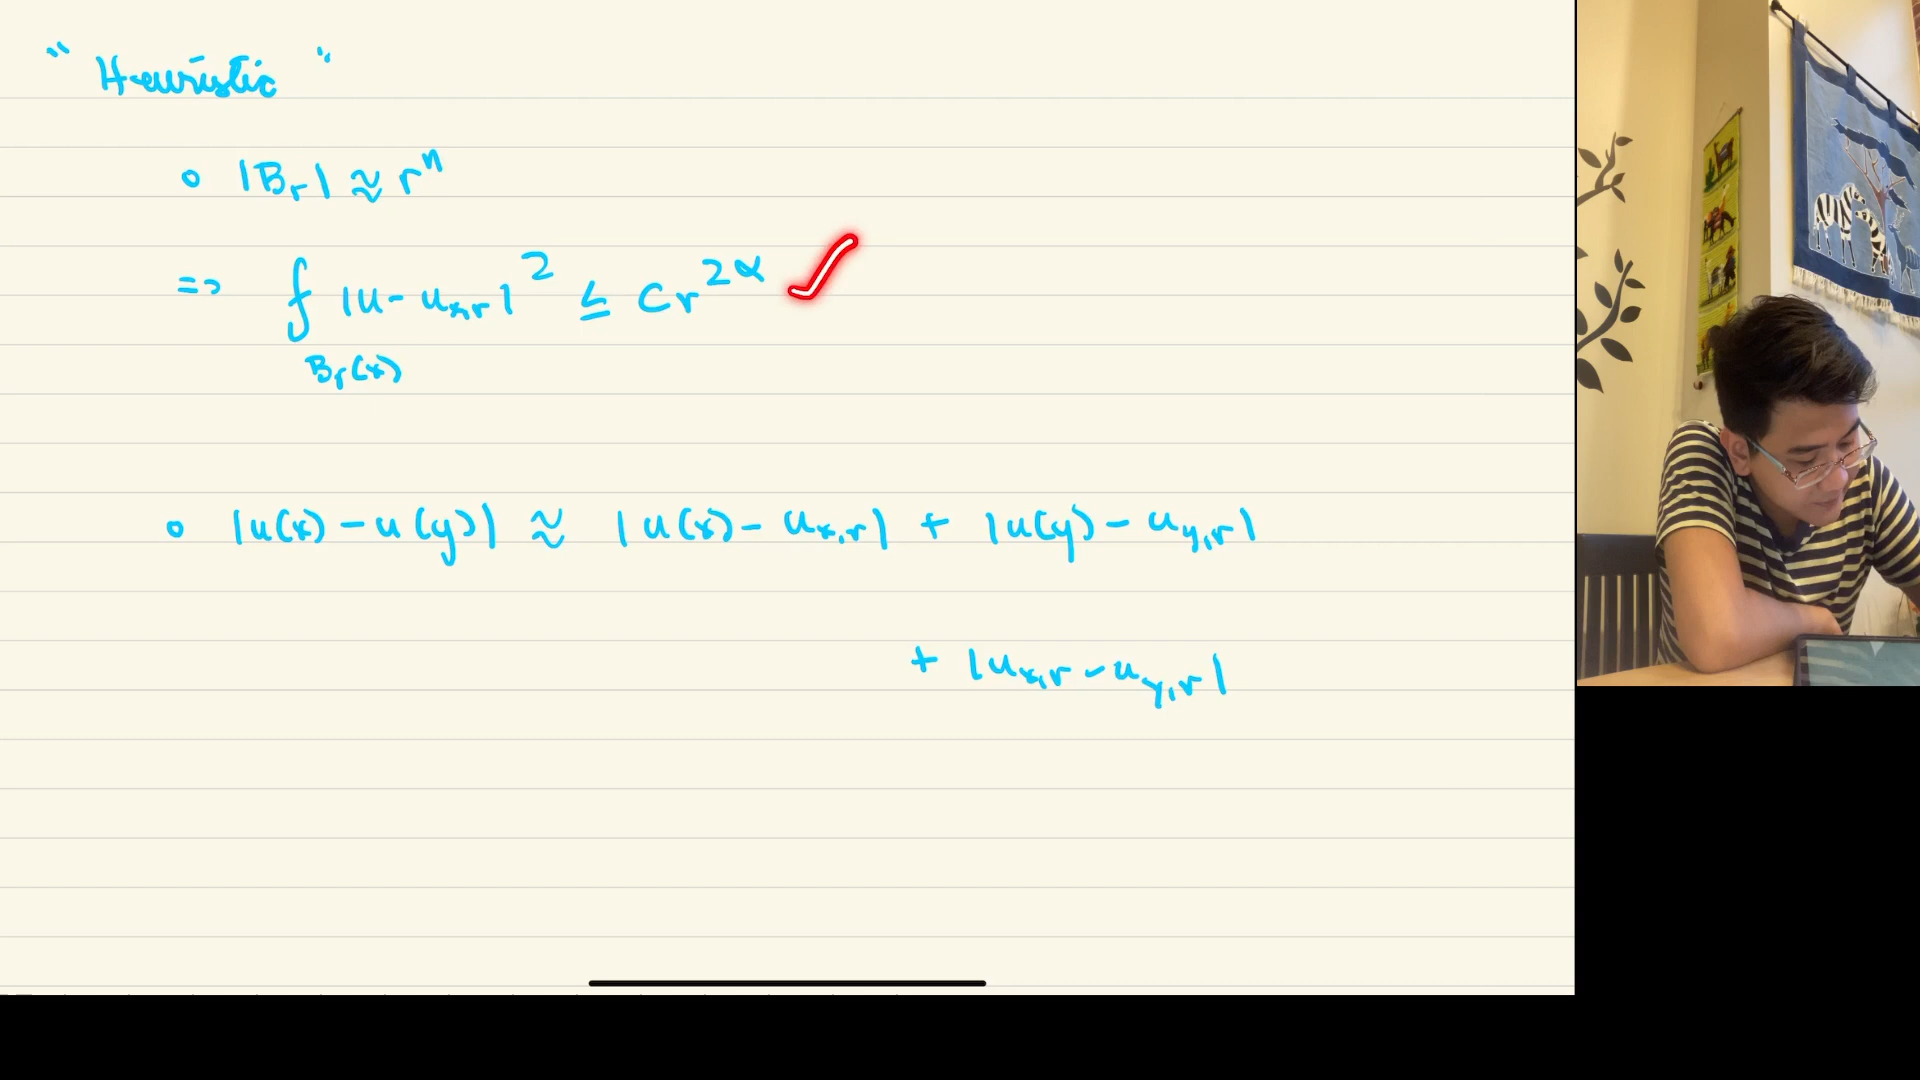 " Heuristic "
∘ |B_r| ≈ r^n
=> ⨍_{B_r(x)} |u - u_{x,r}|^2 ≤ C r^{2α} ✓
∘ |u(x) - u(y)| ≈ |u(x) - u_{x,r}| + |u(y) - u_{y,r}|
+ |u_{x,r} - u_{y,r}|